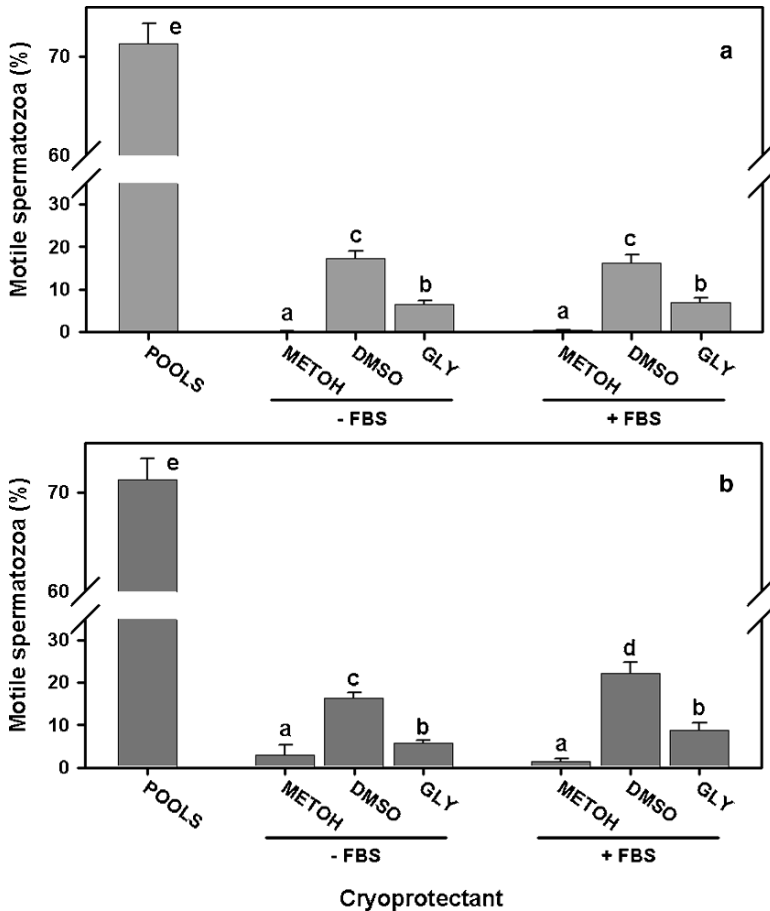 Motile spermatozoa (%)
70
60
30
20
10
0
e
a
a
c
b
a
c
b
POOLS
METOH
DMSO
GLY
METOH
DMSO
GLY
- FBS
+ FBS
Motile spermatozoa (%)
70
60
30
20
10
0
e
b
a
c
b
a
d
b
POOLS
METOH
DMSO
GLY
METOH
DMSO
GLY
- FBS
+ FBS
Cryoprotectant